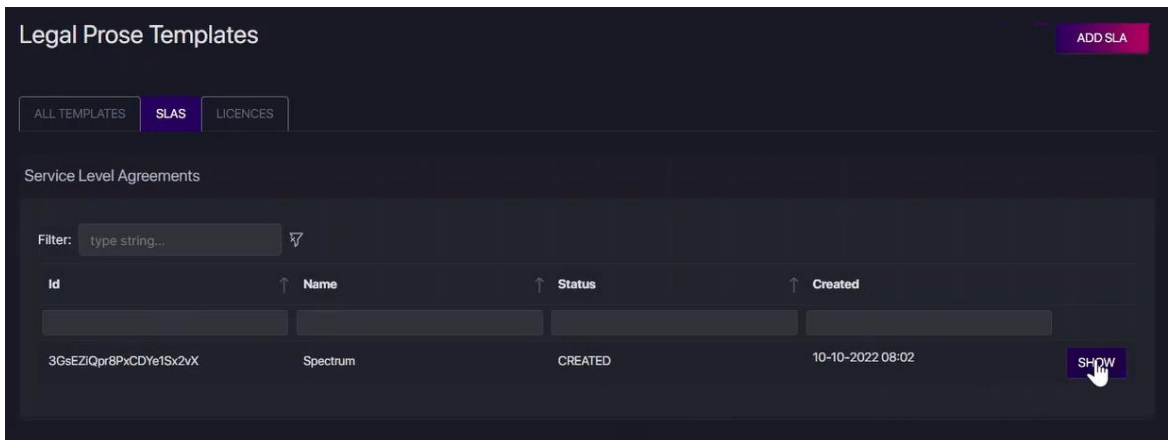 Legal Prose Templates
ADD SLA
ALL TEMPLATES SLAS LICENCES
Service Level Agreements
Filter: type string...
Id Name Status Created
3GsEZiQpr8PxCDYe1Sx2vX Spectrum CREATED 10-10-2022 08:02 SHOW